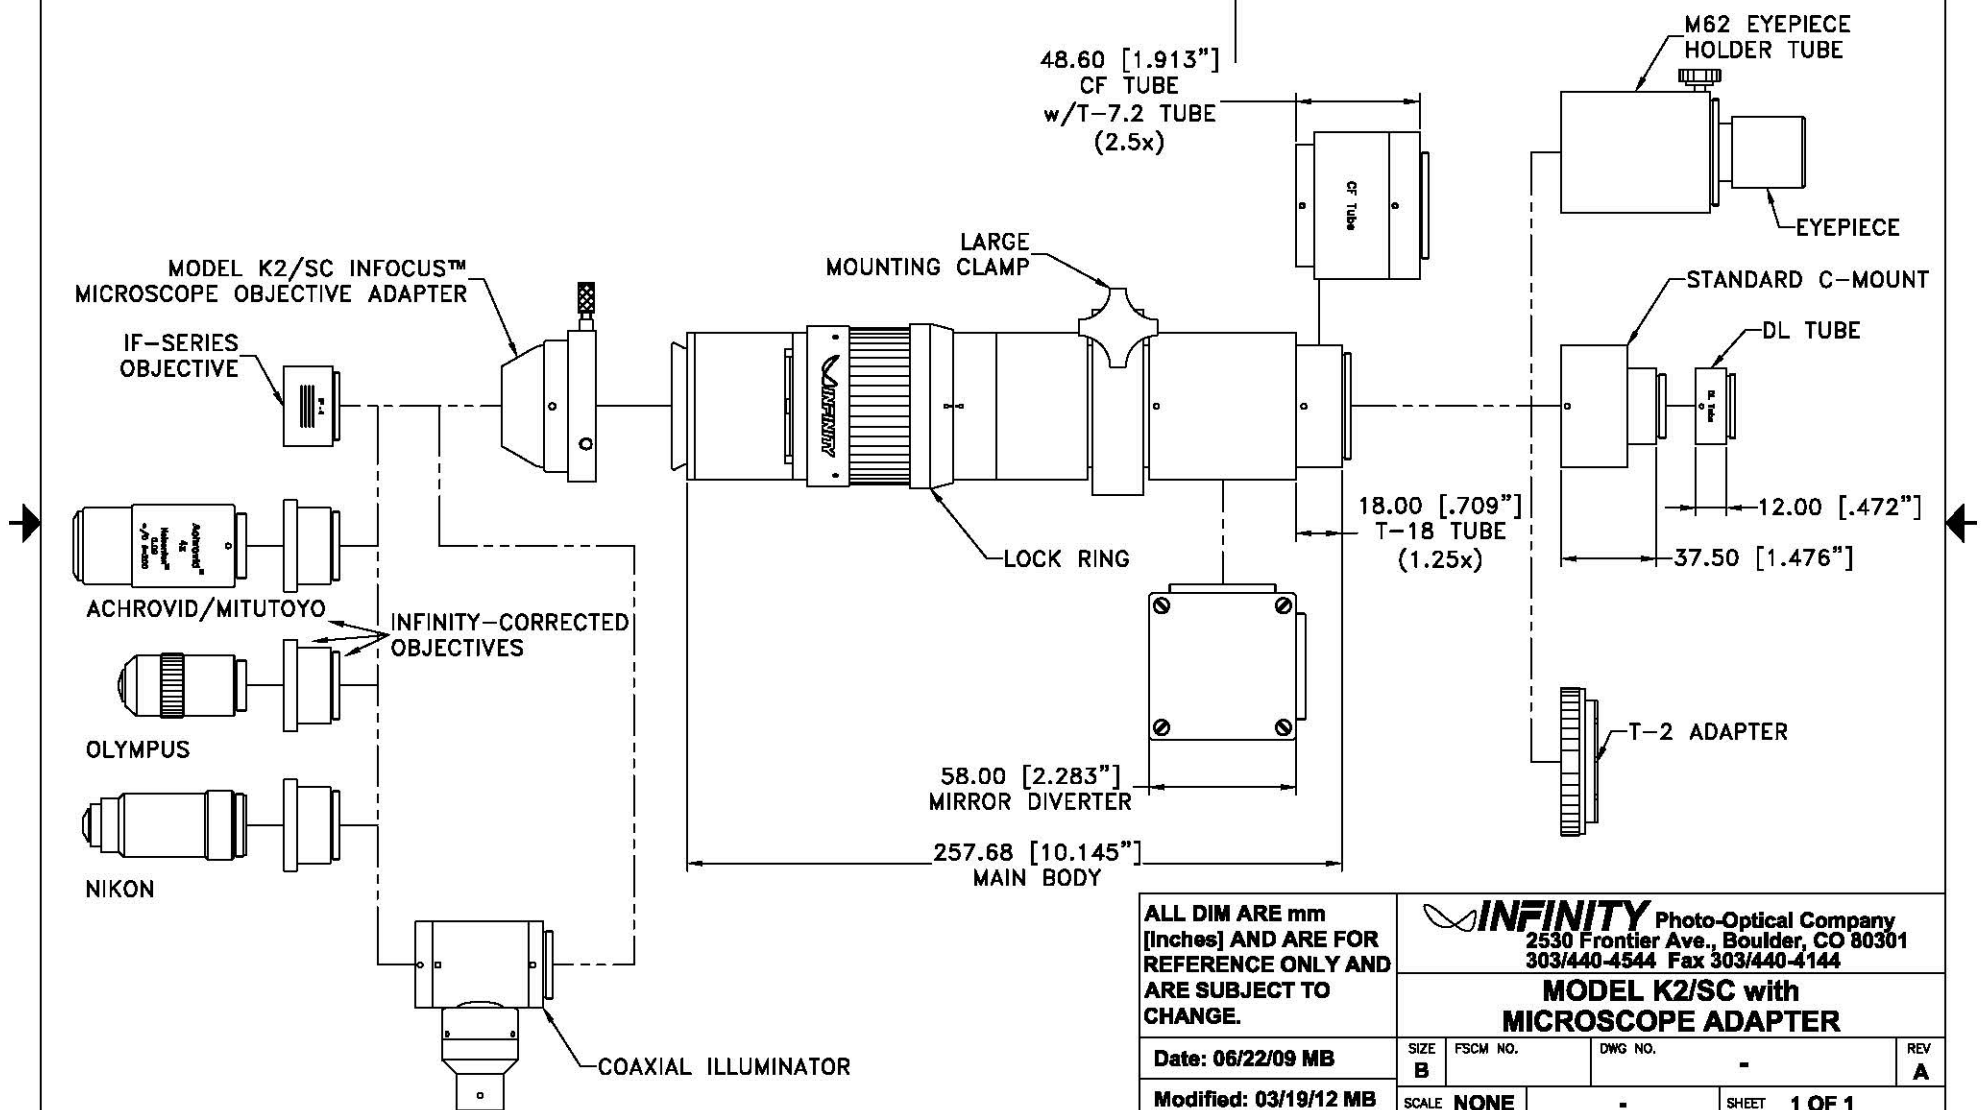 48.60 [1.913"]
CF TUBE
w/T-7.2 TUBE
(2.5x)
M62 EYEPIECE
HOLDER TUBE
CF Tube
EYEPIECE
LARGE
MOUNTING CLAMP
MODEL K2/SC INFOCUS™
MICROSCOPE OBJECTIVE ADAPTER
STANDARD C-MOUNT
DL TUBE
IF-SERIES
OBJECTIVE
INFINITY
DL Tube
18.00 [.709"]
T-18 TUBE
(1.25x)
12.00 [.472"]
37.50 [1.476"]
LOCK RING
Achrovid™
4x
ACHROVID/MITUTOYO
INFINITY-CORRECTED
OBJECTIVES
OLYMPUS
T-2 ADAPTER
58.00 [2.283"]
MIRROR DIVERTER
257.68 [10.145"]
MAIN BODY
NIKON
COAXIAL ILLUMINATOR
ALL DIM ARE mm
[Inches] AND ARE FOR
REFERENCE ONLY AND
ARE SUBJECT TO
CHANGE.
INFINITY Photo-Optical Company
2530 Frontier Ave., Boulder, CO 80301
303/440-4544 Fax 303/440-4144
MODEL K2/SC with
MICROSCOPE ADAPTER
Date: 06/22/09 MB
SIZE FSCM NO. DWG NO. REV
B - A
Modified: 03/19/12 MB
SCALE NONE - SHEET 1 OF 1